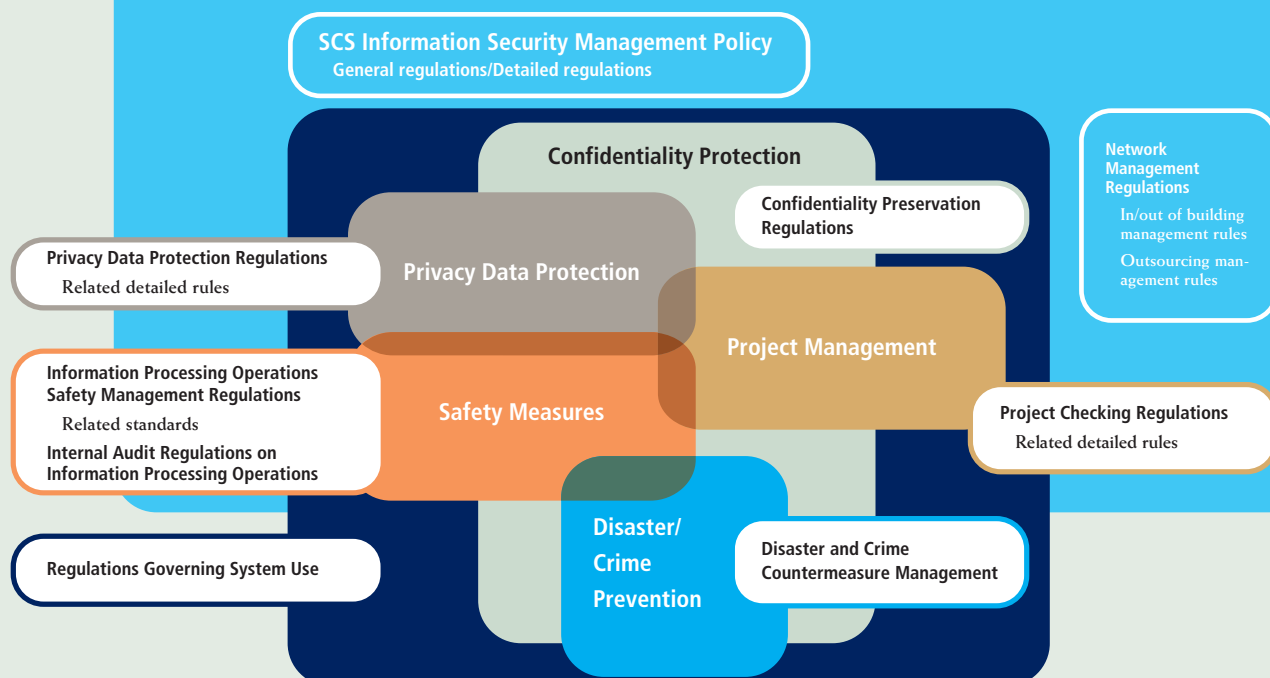 SCS Information Security Management Policy
General regulations/Detailed regulations
Confidentiality Protection
Network
Management
Regulations
In/out of building
management rules
Outsourcing man-
agement rules
Confidentiality Preservation
Regulations
Privacy Data Protection Regulations
Related detailed rules
Privacy Data Protection
Project Management
Information Processing Operations
Safety Management Regulations
Related standards
Internal Audit Regulations on
Information Processing Operations
Safety Measures
Project Checking Regulations
Related detailed rules
Disaster/
Crime
Prevention
Disaster and Crime
Countermeasure Management
Regulations Governing System Use